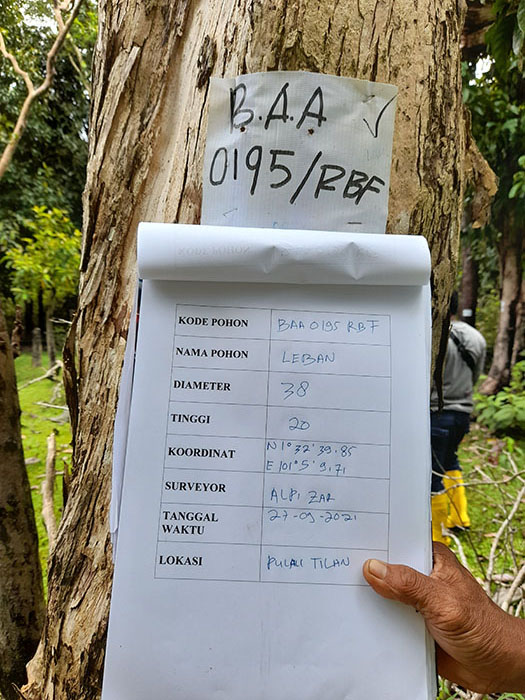 B.A.A ✓
0195/RBF
KODE POHON BAA 0195 RBF
NAMA POHON LEBAN
DIAMETER 38
TINGGI 20
KOORDINAT N 1° 32' 39.85
E 101° 5' 9.71
SURVEYOR ALPI ZAR
TANGGAL 27-09-2021
WAKTU
LOKASI PULAU TILAN